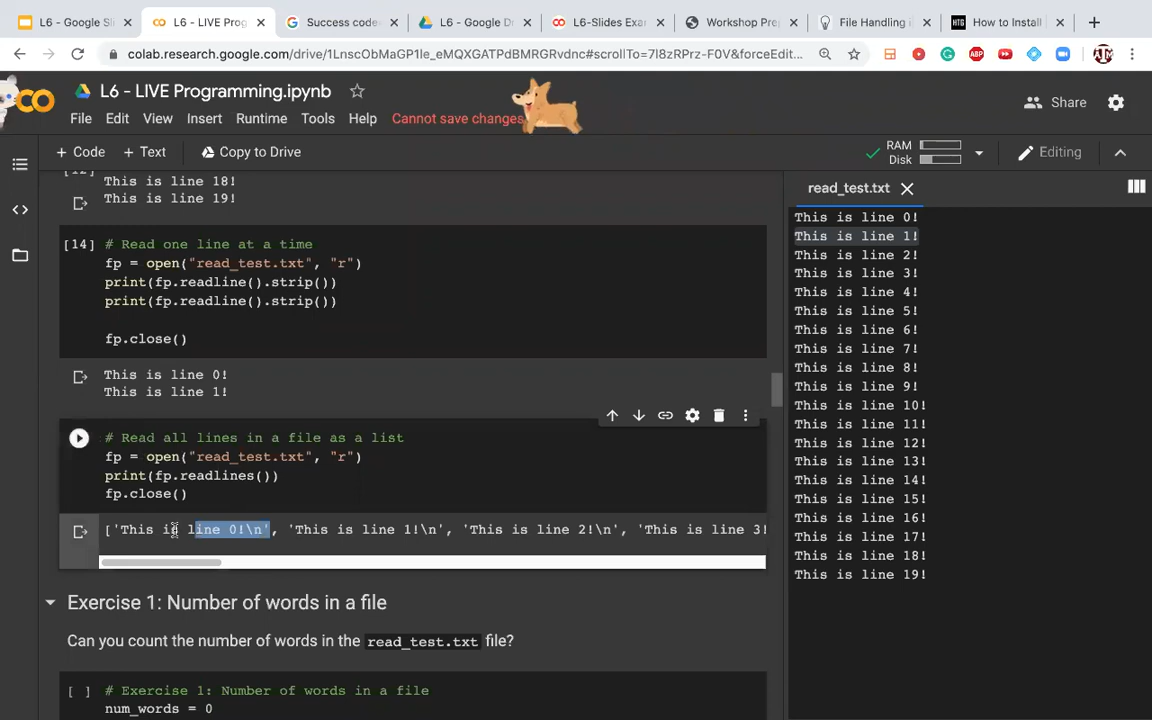 L6 - Google Sli
L6 - LIVE Prog
Success code
L6 - Google D
L6-Slides Exa
Workshop Pre
File Handling i
How to Install
colab.research.google.com/drive/1LnscObMaGP1Ie_eMQXGATPdBMRGRvdnc#scrollTo=7l8zRPrz-F0V&forceEdit...
L6 - LIVE Programming.ipynb
Share
File Edit View Insert Runtime Tools Help Cannot save changes
+ Code + Text Copy to Drive
RAM
Disk
Editing
This is line 18!
This is line 19!
[14] # Read one line at a time
fp = open("read_test.txt", "r")
print(fp.readline().strip())
print(fp.readline().strip())
fp.close()
This is line 0!
This is line 1!
# Read all lines in a file as a list
fp = open("read_test.txt", "r")
print(fp.readlines())
fp.close()
['This is line 0!\n', 'This is line 1!\n', 'This is line 2!\n', 'This is line 3!
Exercise 1: Number of words in a file
Can you count the number of words in the read_test.txt file?
[ ] # Exercise 1: Number of words in a file
num_words = 0
read_test.txt
This is line 0!
This is line 1!
This is line 2!
This is line 3!
This is line 4!
This is line 5!
This is line 6!
This is line 7!
This is line 8!
This is line 9!
This is line 10!
This is line 11!
This is line 12!
This is line 13!
This is line 14!
This is line 15!
This is line 16!
This is line 17!
This is line 18!
This is line 19!